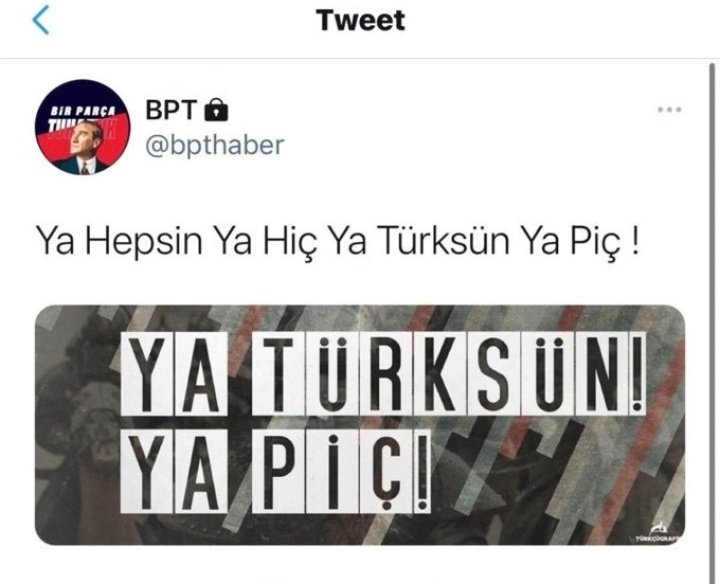 Tweet
BİR PARÇA
BPT
@bpthaber
Ya Hepsin Ya Hiç Ya Türksün Ya Piç !
YA TÜRKSÜN!
YA PİÇ!